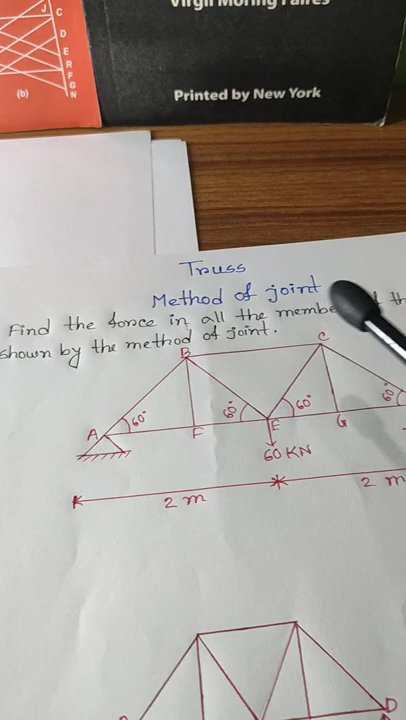 J C
D
E
R
F
G
N
(b)
Printed by New York
Truss
Method of joint
Find the force in all the membe
shown by the method of joint.
B C
A 60° 60° 60° 60°
F E G
60 KN
2 m 2 m
D